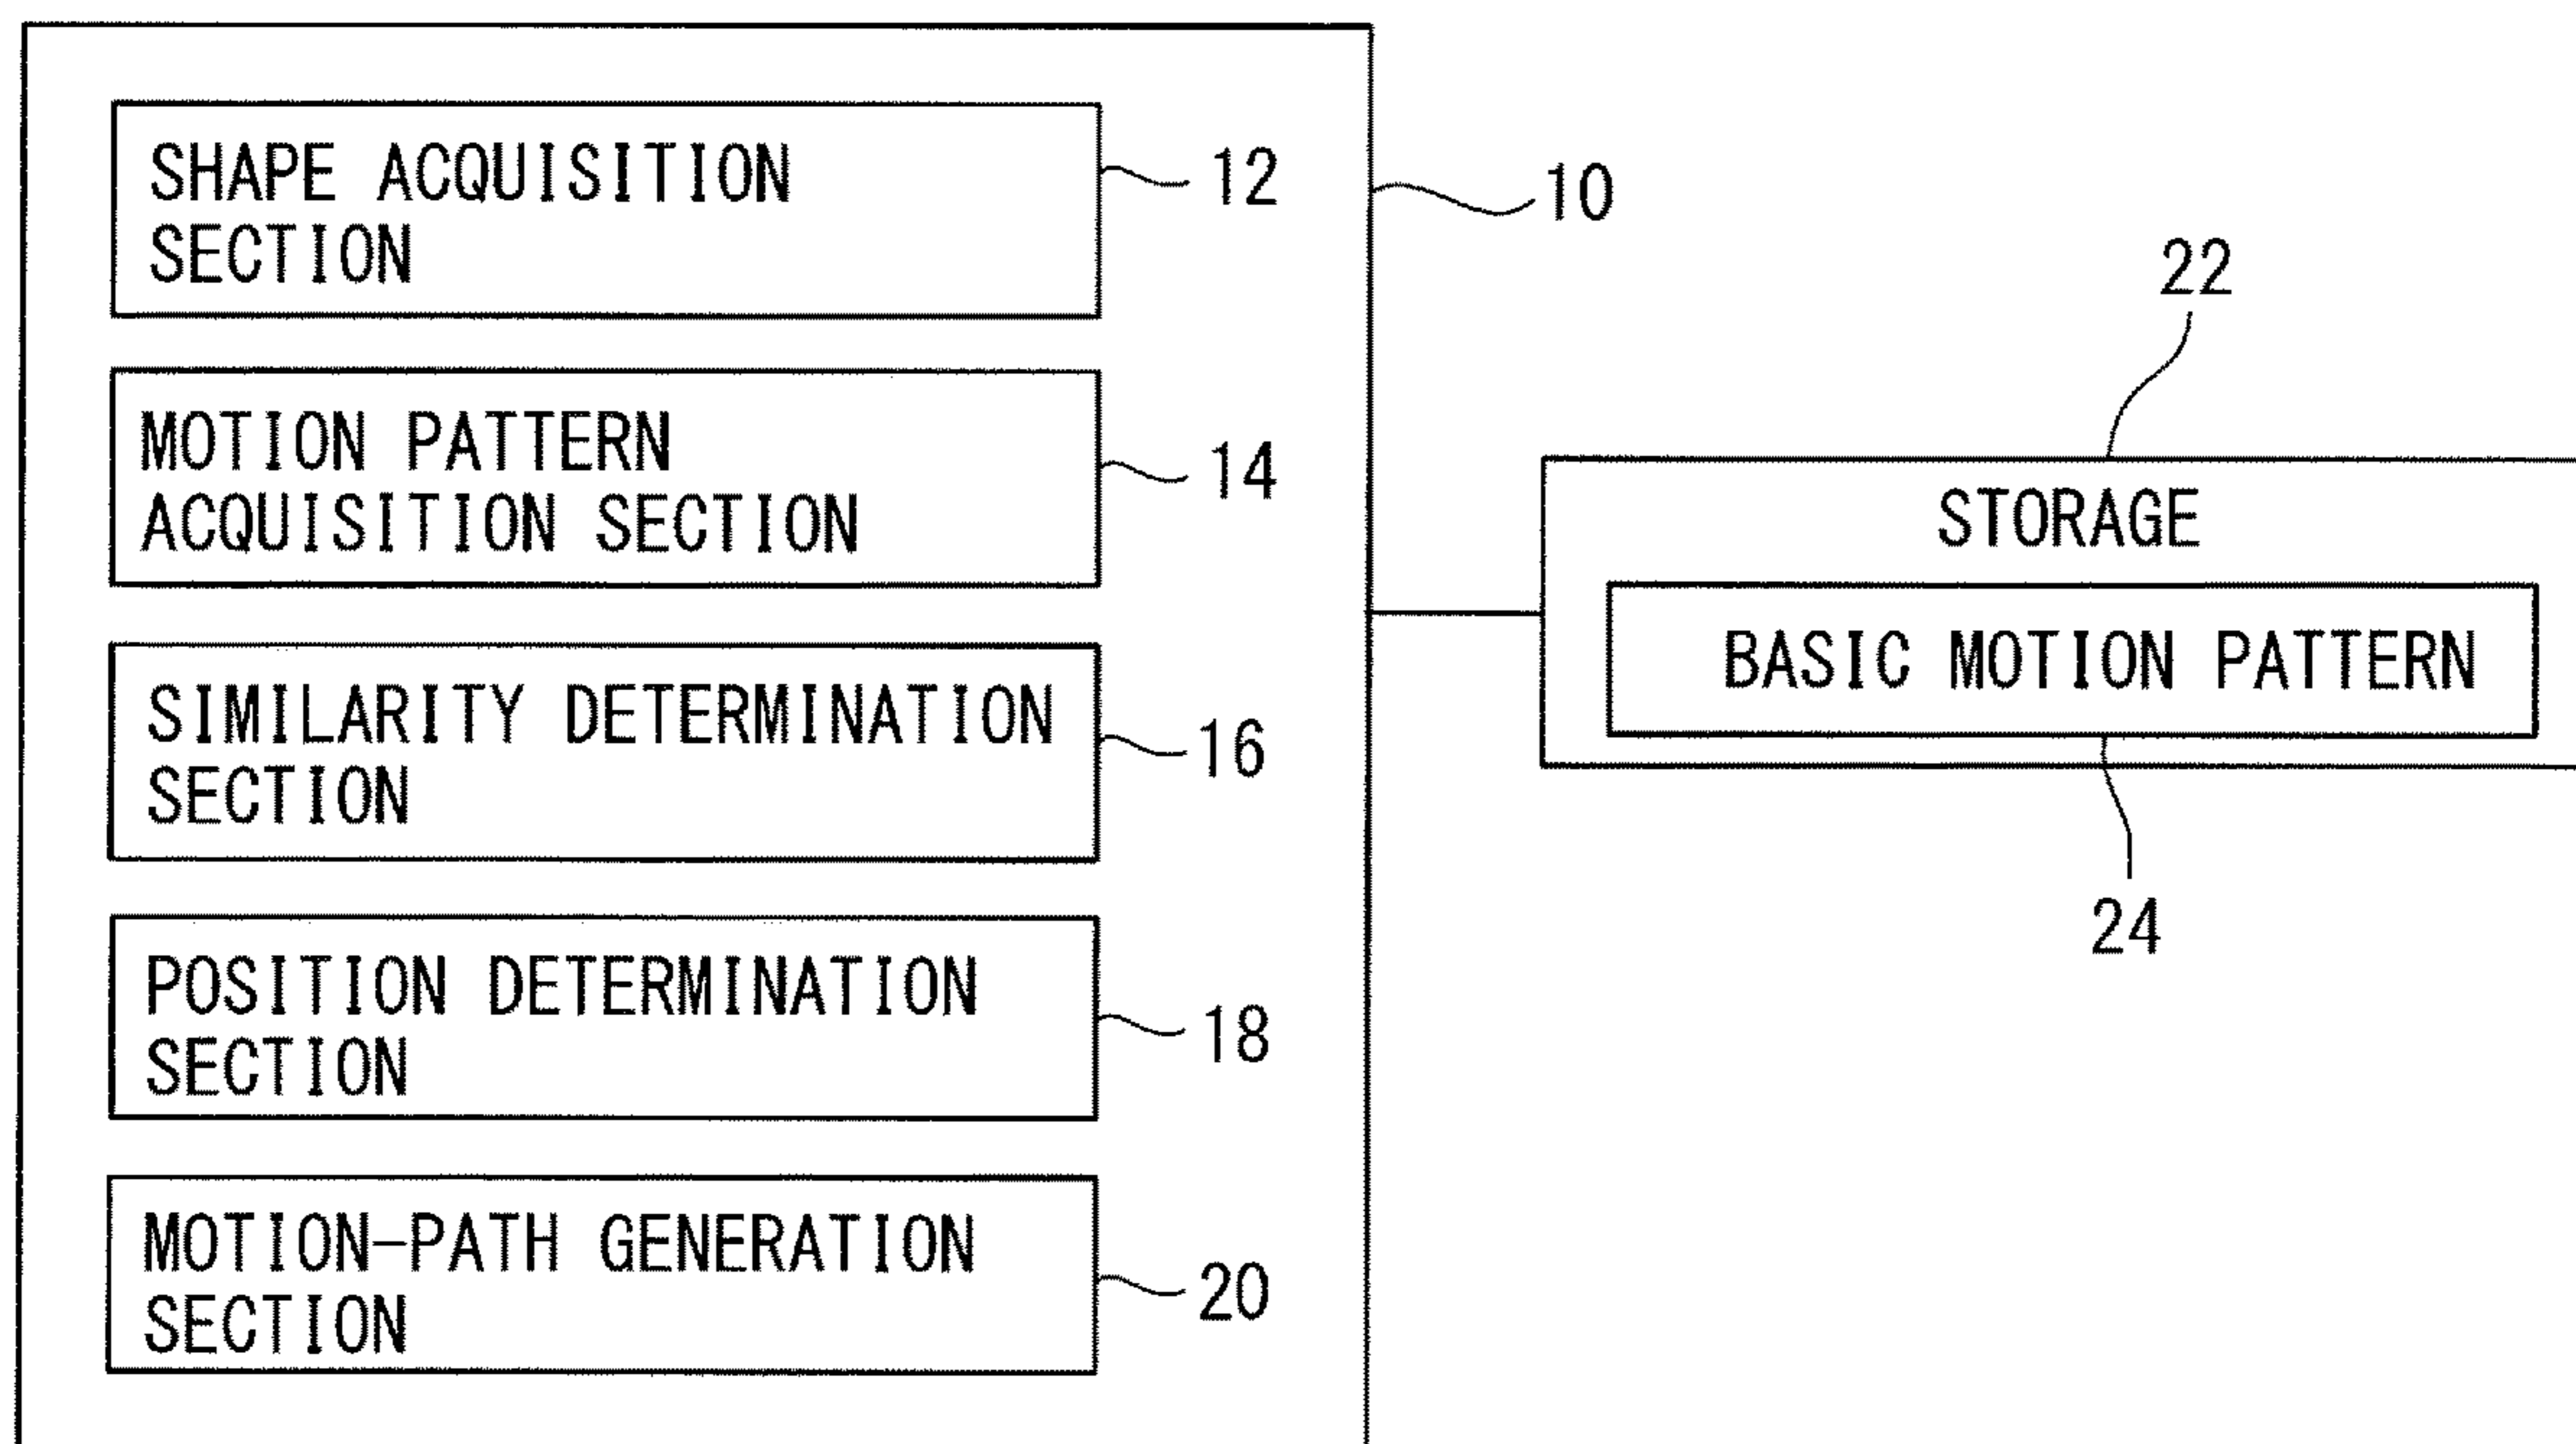 SHAPE ACQUISITION
SECTION
12
10
MOTION PATTERN
ACQUISITION SECTION
14
22
STORAGE
BASIC MOTION PATTERN
24
SIMILARITY DETERMINATION
SECTION
16
POSITION DETERMINATION
SECTION
18
MOTION-PATH GENERATION
SECTION
20